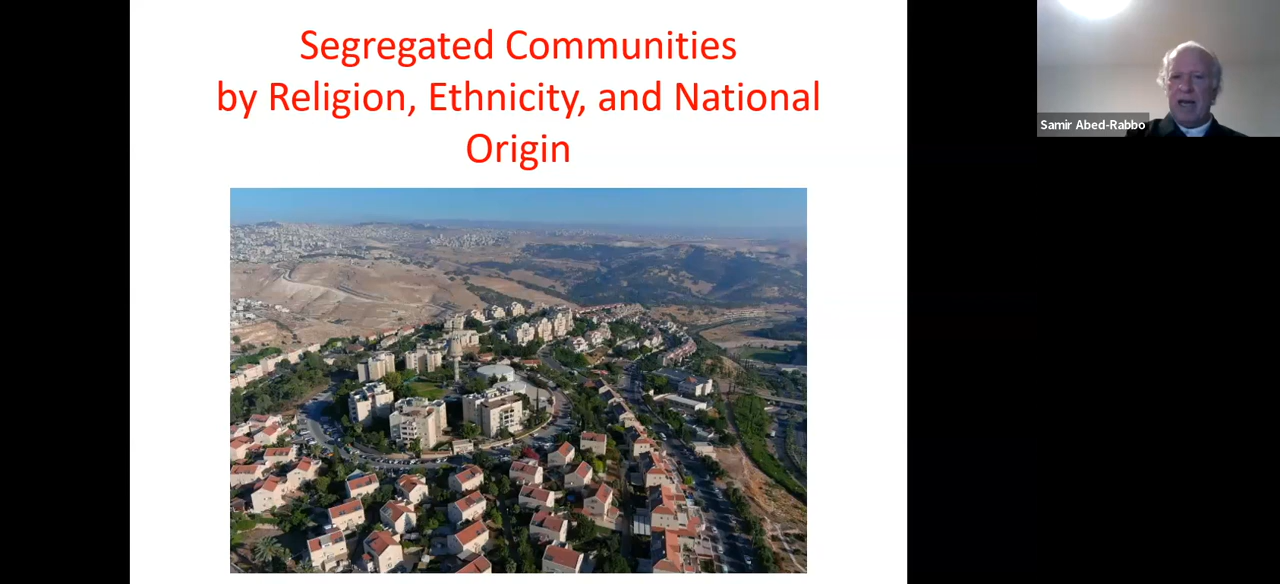 Segregated Communities
by Religion, Ethnicity, and National
Origin
Samir Abed-Rabbo